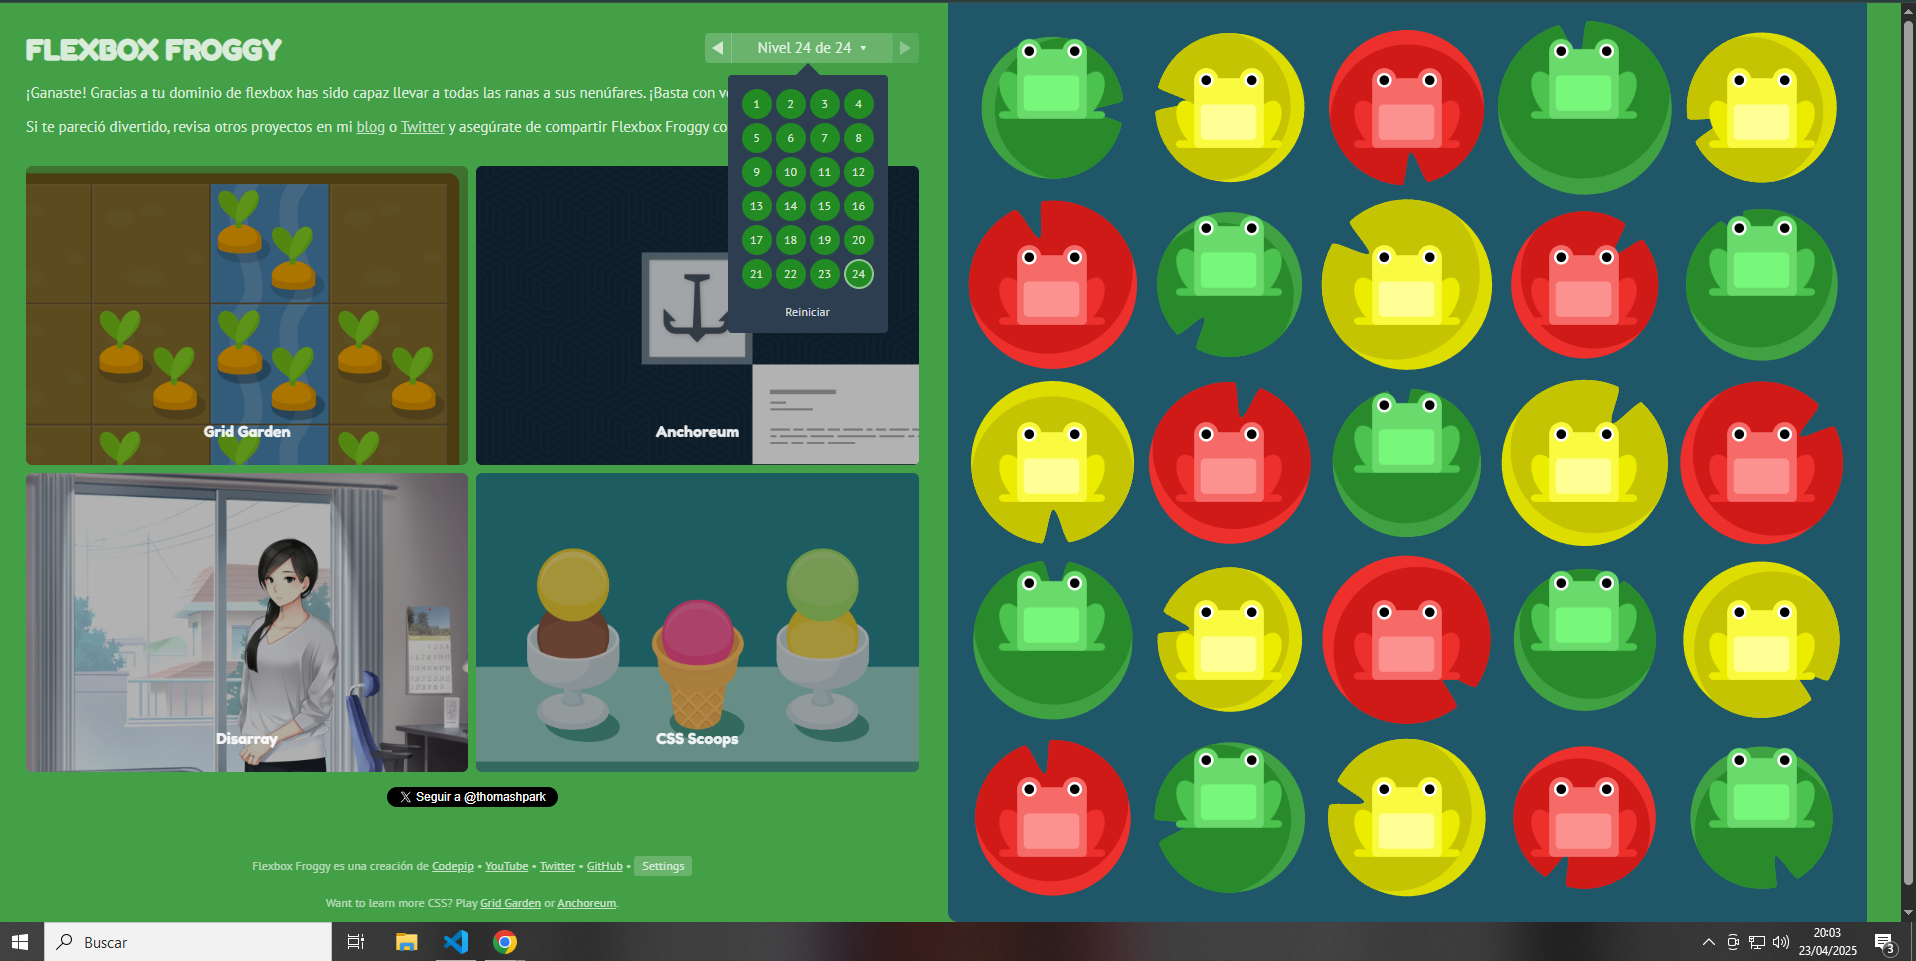 FLEXBOX FROGGY
Nivel 24 de 24
¡Ganaste! Gracias a tu dominio de flexbox has sido capaz llevar a todas las ranas a sus nenúfares. ¡Basta con
Si te pareció divertido, revisa otros proyectos en mi blog o Twitter y asegúrate de compartir Flexbox Froggy
1 2 3 4
5 6 7 8
9 10 11 12
13 14 15 16
17 18 19 20
21 22 23 24
Reiniciar
Grid Garden
Anchoreum
Disarray
CSS Scoops
Seguir a @thomashpark
Flexbox Froggy es una creación de Codepip • YouTube • Twitter • GitHub • Settings
Want to learn more CSS? Play Grid Garden or Anchoreum.
Buscar
20:03
23/04/2025
3